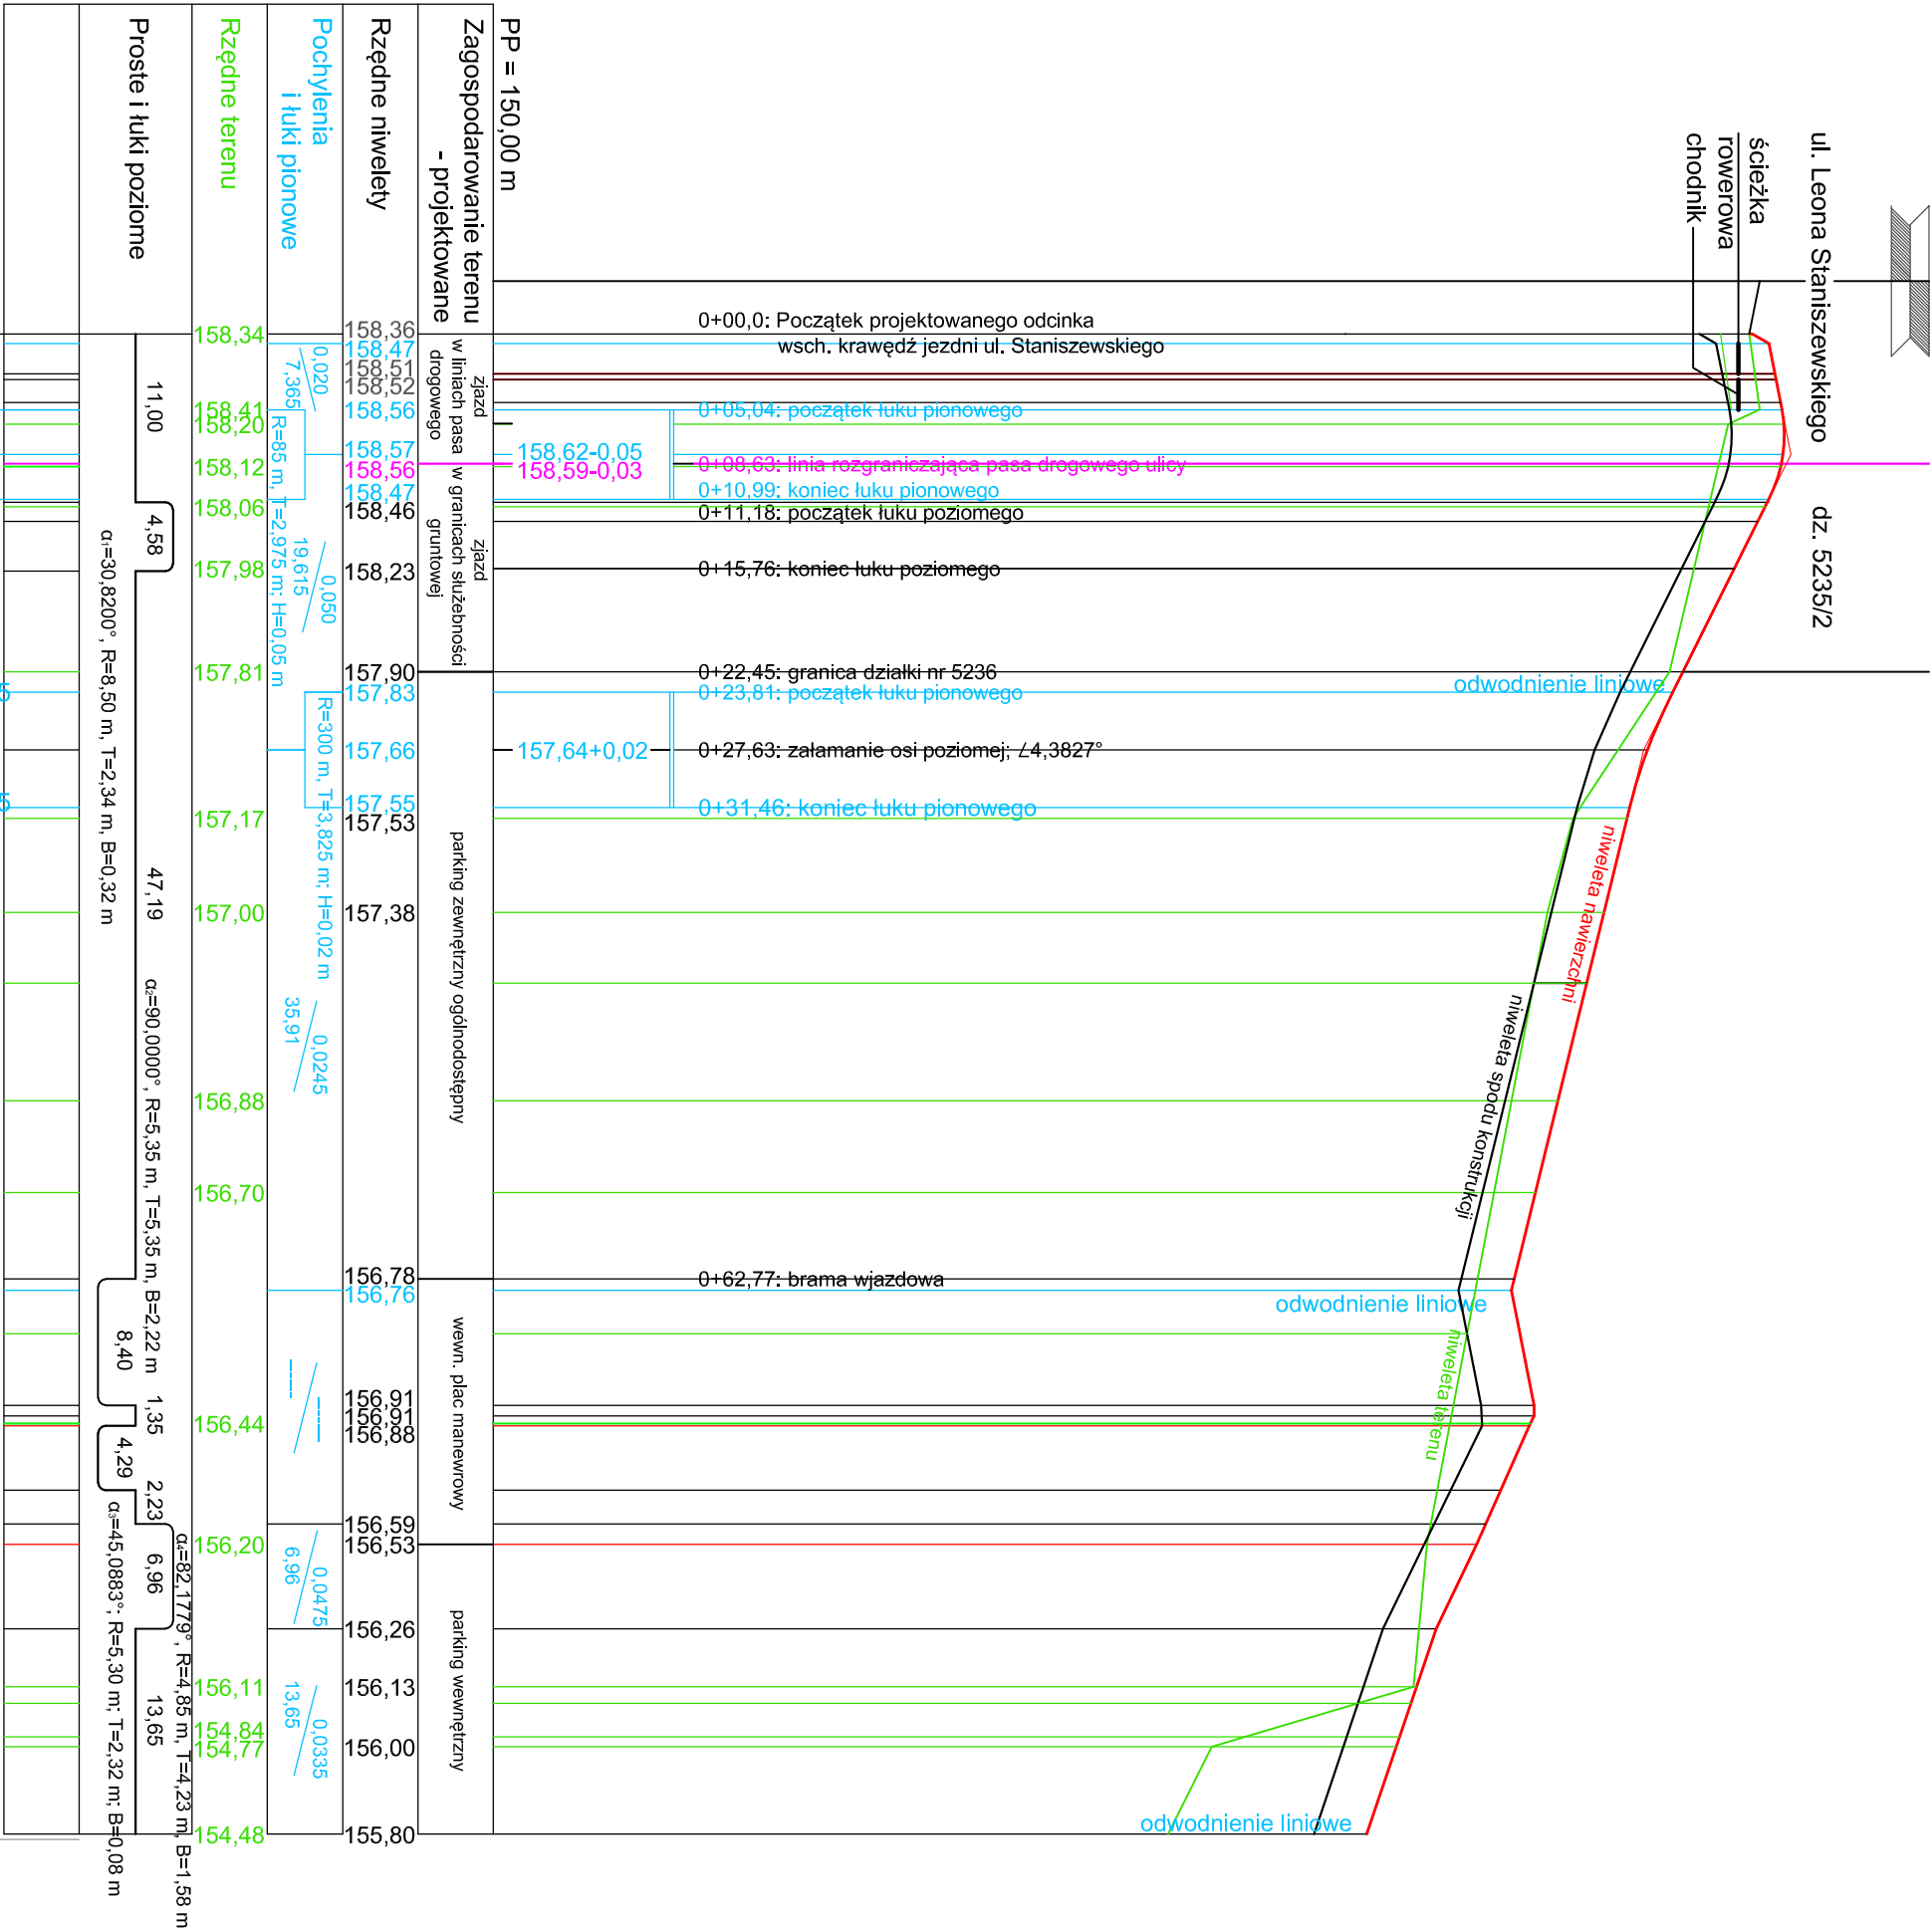 ul. Leona Staniszewskiego
dz. 5235/2
ścieżka
rowerowa
chodnik
odwodnienie liniowe
niweleta nawierzchni
niweleta spodu konstrukcji
odwodnienie liniowe
niweleta terenu
odwodnienie liniowe
0+00,0: Początek projektowanego odcinka
wsch. krawędź jezdni ul. Staniszewskiego
0+05,04: początek łuku pionowego
0+08,63: linia rozgraniczająca pasa drogowego ulicy
0+10,99: koniec łuku pionowego
0+11,18: początek łuku poziomego
0+15,76: koniec łuku poziomego
0+22,45: granica działki nr 5236
0+23,81: początek łuku pionowego
0+27,63: załamanie osi poziomej; ∠4,3827°
0+31,46: koniec łuku pionowego
0+62,77: brama wjazdowa
158,62-0,05
158,59-0,03
157,64+0,02
PP = 150,00 m
Zagospodarowanie terenu
- projektowane
zjazd
w liniach pasa
drogowego
zjazd
w granicach służebności
gruntowej
parking zewnętrzny ogólnodostępny
wewn. plac manewrowy
parking wewnętrzny
Rzędne niwelety
158,36
158,47
158,51
158,52
158,56
158,57
158,56
158,47
158,46
158,23
157,90
157,83
157,66
157,55
157,53
157,38
156,78
156,76
156,91
156,91
156,88
156,59
156,53
156,26
156,13
156,00
155,80
Pochylenia
i łuki pionowe
0,020
7,365
R=85 m, T=2,975 m; H=0,05 m
0,050
19,615
R=300 m, T=3,825 m; H=0,02 m
0,0245
35,91
------
-----
0,0475
6,96
0,0335
13,65
Rzędne terenu
158,34
158,41
158,20
158,12
158,06
157,98
157,81
157,17
157,00
156,88
156,70
156,44
156,20
156,11
154,84
154,77
154,48
Proste i łuki poziome
11,00
4,58
α₁=30,8200°, R=8,50 m, T=2,34 m, B=0,32 m
47,19
α₂=90,0000°, R=5,35 m, T=5,35 m, B=2,22 m
8,40
1,35
4,29
α₃=45,0883°; R=5,30 m; T=2,32 m; B=0,08 m
2,23
6,96
α₄=82,1779°, R=4,85 m, T=4,23 m, B=1,58 m
13,65